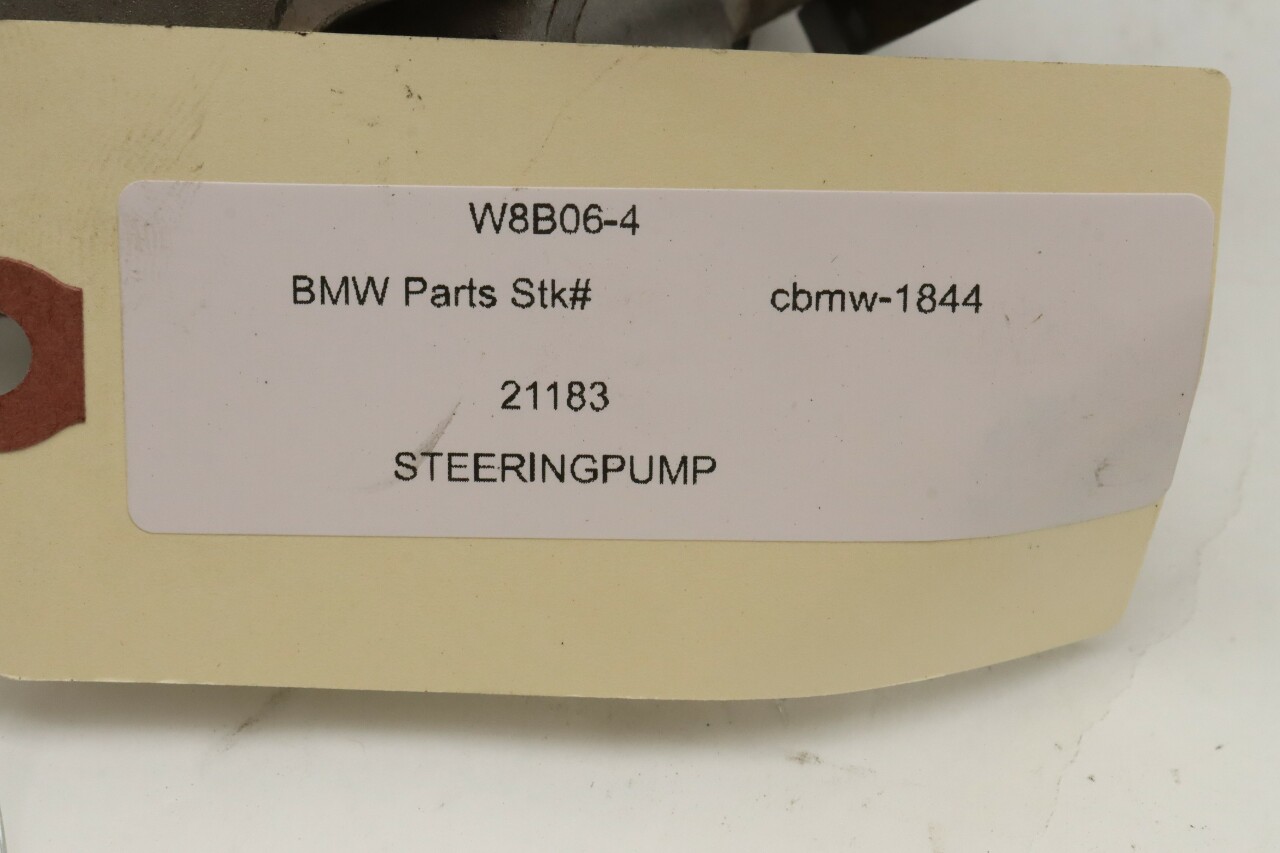 W8B06-4
BMW Parts Stk# cbmw-1844
21183
STEERINGPUMP